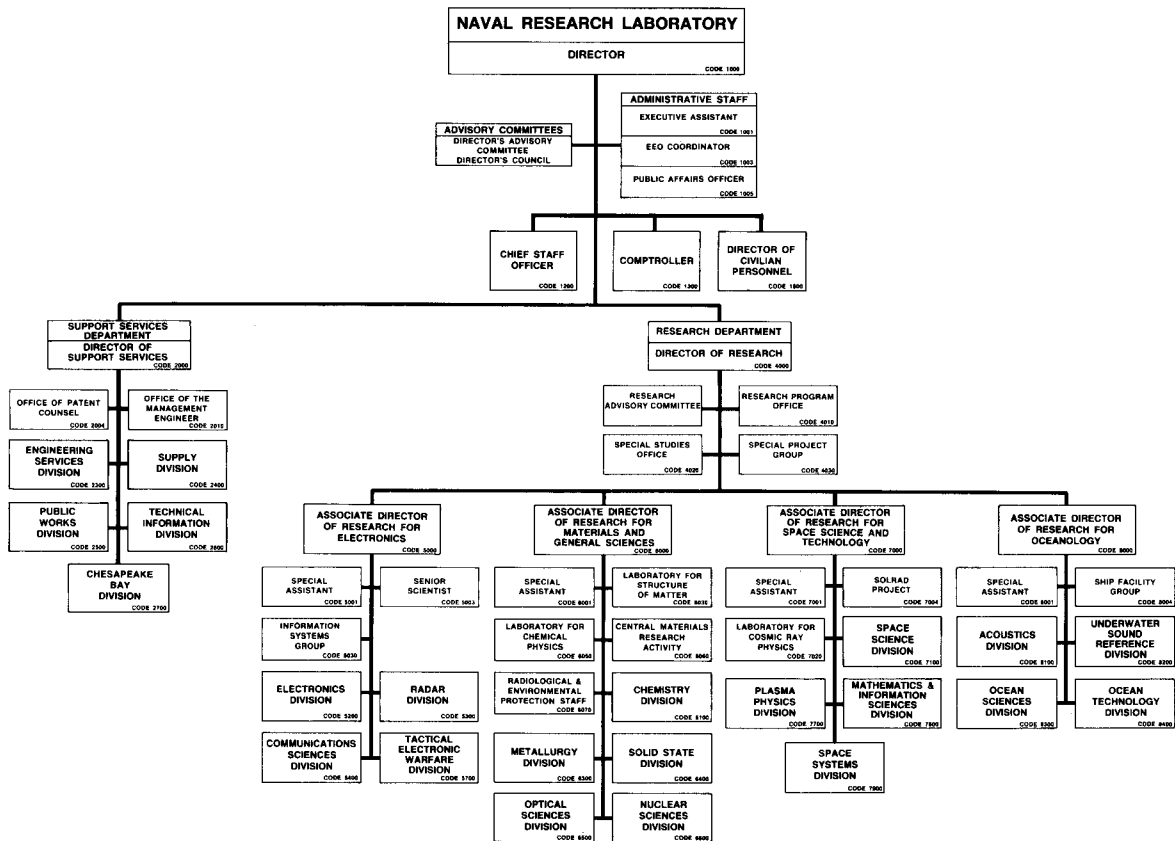 NAVAL RESEARCH LABORATORY
DIRECTOR
CODE 1000
ADVISORY COMMITTEES
DIRECTOR'S ADVISORY
COMMITTEE
DIRECTOR'S COUNCIL
ADMINISTRATIVE STAFF
EXECUTIVE ASSISTANT
CODE 1001
EEO COORDINATOR
CODE 1003
PUBLIC AFFAIRS OFFICER
CODE 1005
CHIEF STAFF
OFFICER
CODE 1200
COMPTROLLER
CODE 1300
DIRECTOR OF
CIVILIAN
PERSONNEL
CODE 1800
SUPPORT SERVICES
DEPARTMENT
DIRECTOR OF
SUPPORT SERVICES
CODE 2000
OFFICE OF PATENT
COUNSEL
CODE 2004
OFFICE OF THE
MANAGEMENT
ENGINEER
CODE 2010
ENGINEERING
SERVICES
DIVISION
CODE 2300
SUPPLY
DIVISION
CODE 2400
PUBLIC
WORKS
DIVISION
CODE 2500
TECHNICAL
INFORMATION
DIVISION
CODE 2600
CHESAPEAKE
BAY
DIVISION
CODE 2700
RESEARCH DEPARTMENT
DIRECTOR OF RESEARCH
CODE 4000
RESEARCH
ADVISORY COMMITTEE
RESEARCH PROGRAM
OFFICE
CODE 4010
SPECIAL STUDIES
OFFICE
CODE 4020
SPECIAL PROJECT
GROUP
CODE 4030
ASSOCIATE DIRECTOR
OF RESEARCH FOR
ELECTRONICS
CODE 5000
SPECIAL
ASSISTANT
CODE 5001
SENIOR
SCIENTIST
CODE 5003
INFORMATION
SYSTEMS
GROUP
CODE 5030
ELECTRONICS
DIVISION
CODE 5200
RADAR
DIVISION
CODE 5300
COMMUNICATIONS
SCIENCES
DIVISION
CODE 5400
TACTICAL
ELECTRONIC
WARFARE
DIVISION
CODE 5700
ASSOCIATE DIRECTOR
OF RESEARCH FOR
MATERIALS AND
GENERAL SCIENCES
CODE 6000
SPECIAL
ASSISTANT
CODE 6001
LABORATORY FOR
STRUCTURE
OF MATTER
CODE 6030
LABORATORY FOR
CHEMICAL
PHYSICS
CODE 6050
CENTRAL MATERIALS
RESEARCH
ACTIVITY
CODE 6060
RADIOLOGICAL &
ENVIRONMENTAL
PROTECTION STAFF
CODE 6070
CHEMISTRY
DIVISION
CODE 6100
METALLURGY
DIVISION
CODE 6300
SOLID STATE
DIVISION
CODE 6400
OPTICAL
SCIENCES
DIVISION
CODE 6500
NUCLEAR
SCIENCES
DIVISION
CODE 6600
ASSOCIATE DIRECTOR
OF RESEARCH FOR
SPACE SCIENCE AND
TECHNOLOGY
CODE 7000
SPECIAL
ASSISTANT
CODE 7001
SOLRAD
PROJECT
CODE 7004
LABORATORY FOR
COSMIC RAY
PHYSICS
CODE 7020
SPACE
SCIENCE
DIVISION
CODE 7100
PLASMA
PHYSICS
DIVISION
CODE 7700
MATHEMATICS &
INFORMATION
SCIENCES DIVISION
CODE 7800
SPACE
SYSTEMS
DIVISION
CODE 7900
ASSOCIATE DIRECTOR
OF RESEARCH FOR
OCEANOLOGY
CODE 8000
SPECIAL
ASSISTANT
CODE 8001
SHIP FACILITY
GROUP
CODE 8004
ACOUSTICS
DIVISION
CODE 8100
UNDERWATER
SOUND
REFERENCE
DIVISION
CODE 8200
OCEAN
SCIENCES
DIVISION
CODE 8300
OCEAN
TECHNOLOGY
DIVISION
CODE 8400